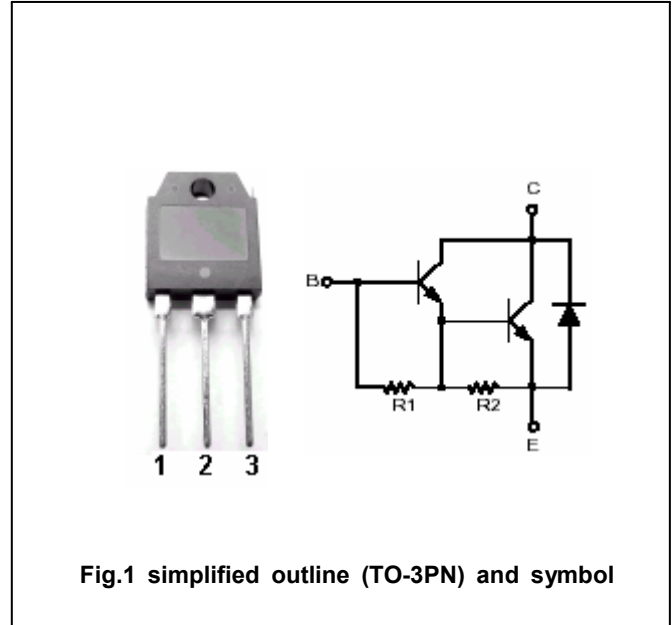 C
B
R1
R2
E
1 2 3
Fig.1 simplified outline (TO-3PN) and symbol